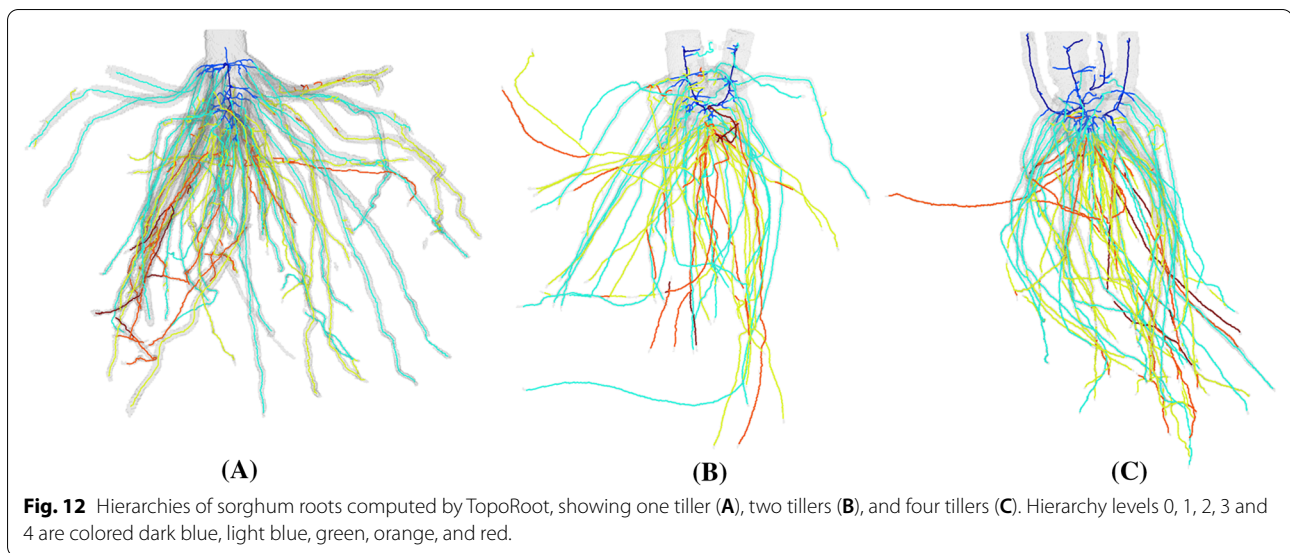 (A) (B) (C)
Fig. 12 Hierarchies of sorghum roots computed by TopoRoot, showing one tiller (A), two tillers (B), and four tillers (C). Hierarchy levels 0, 1, 2, 3 and
4 are colored dark blue, light blue, green, orange, and red.